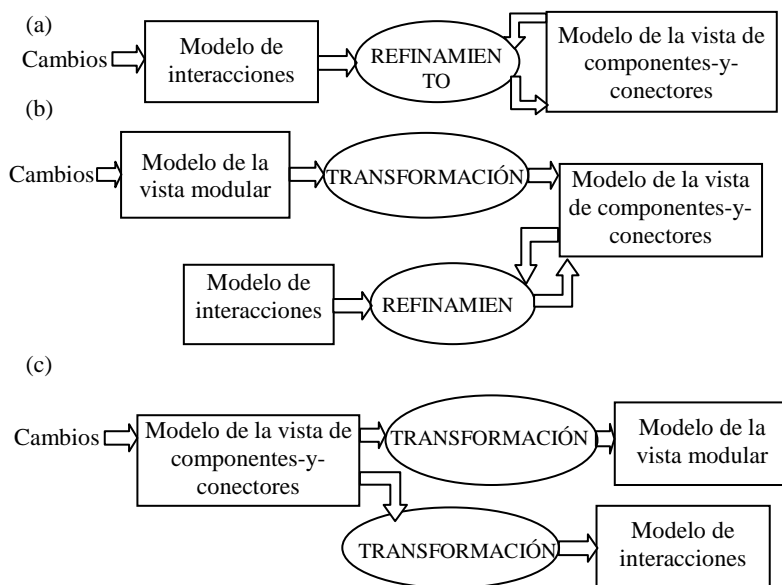 (a)
Cambios
Modelo de
interacciones
REFINAMIEN
TO
Modelo de la vista de
componentes-y-
conectores
(b)
Cambios
Modelo de la
vista modular
TRANSFORMACIÓN
Modelo de la vista
de componentes-y-
conectores
Modelo de
interacciones
REFINAMIEN
(c)
Cambios
Modelo de la vista de
componentes-y-
conectores
TRANSFORMACIÓN
Modelo de la
vista modular
TRANSFORMACIÓN
Modelo de
interacciones